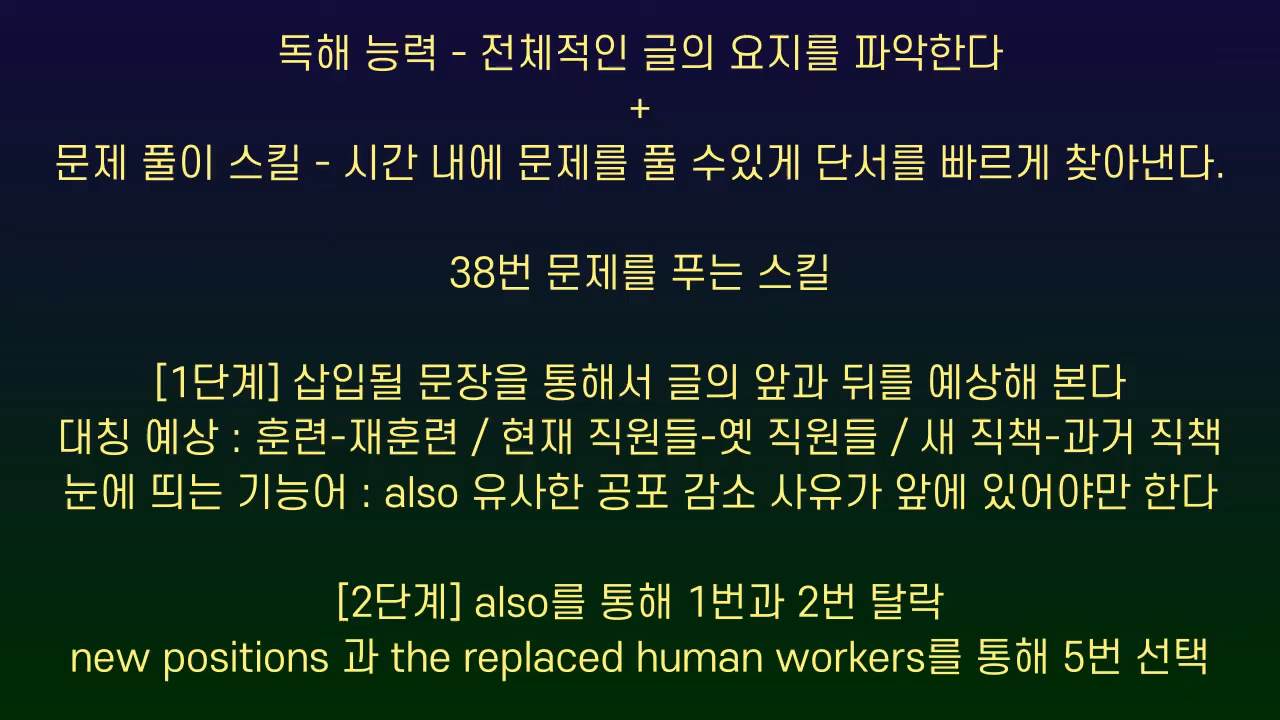 독해 능력 - 전체적인 글의 요지를 파악한다
+
문제 풀이 스킬 - 시간 내에 문제를 풀 수있게 단서를 빠르게 찾아낸다.
38번 문제를 푸는 스킬
[1단계] 삽입될 문장을 통해서 글의 앞과 뒤를 예상해 본다
대칭 예상 : 훈련-재훈련 / 현재 직원들-옛 직원들 / 새 직책-과거 직책
눈에 띄는 기능어 : also 유사한 공포 감소 사유가 앞에 있어야만 한다
[2단계] also를 통해 1번과 2번 탈락
new positions 과 the replaced human workers를 통해 5번 선택